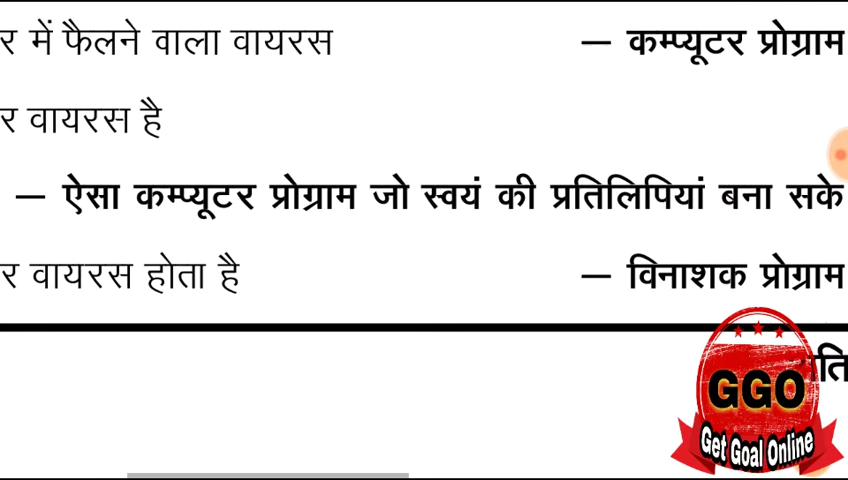 र में फैलने वाला वायरस — कम्प्यूटर प्रोग्राम
र वायरस है
— ऐसा कम्प्यूटर प्रोग्राम जो स्वयं की प्रतिलिपियां बना सके
र वायरस होता है — विनाशक प्रोग्राम
GGO
Get Goal Online